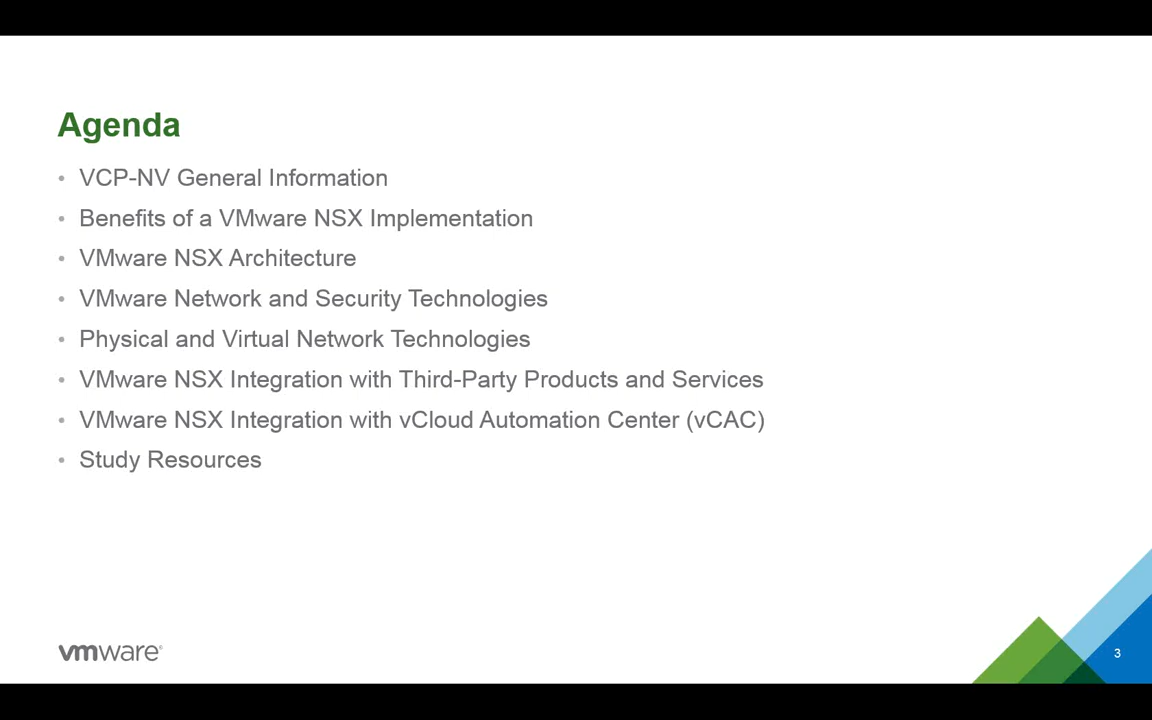 Agenda
• VCP-NV General Information
• Benefits of a VMware NSX Implementation
• VMware NSX Architecture
• VMware Network and Security Technologies
• Physical and Virtual Network Technologies
• VMware NSX Integration with Third-Party Products and Services
• VMware NSX Integration with vCloud Automation Center (vCAC)
• Study Resources
vmware®
3